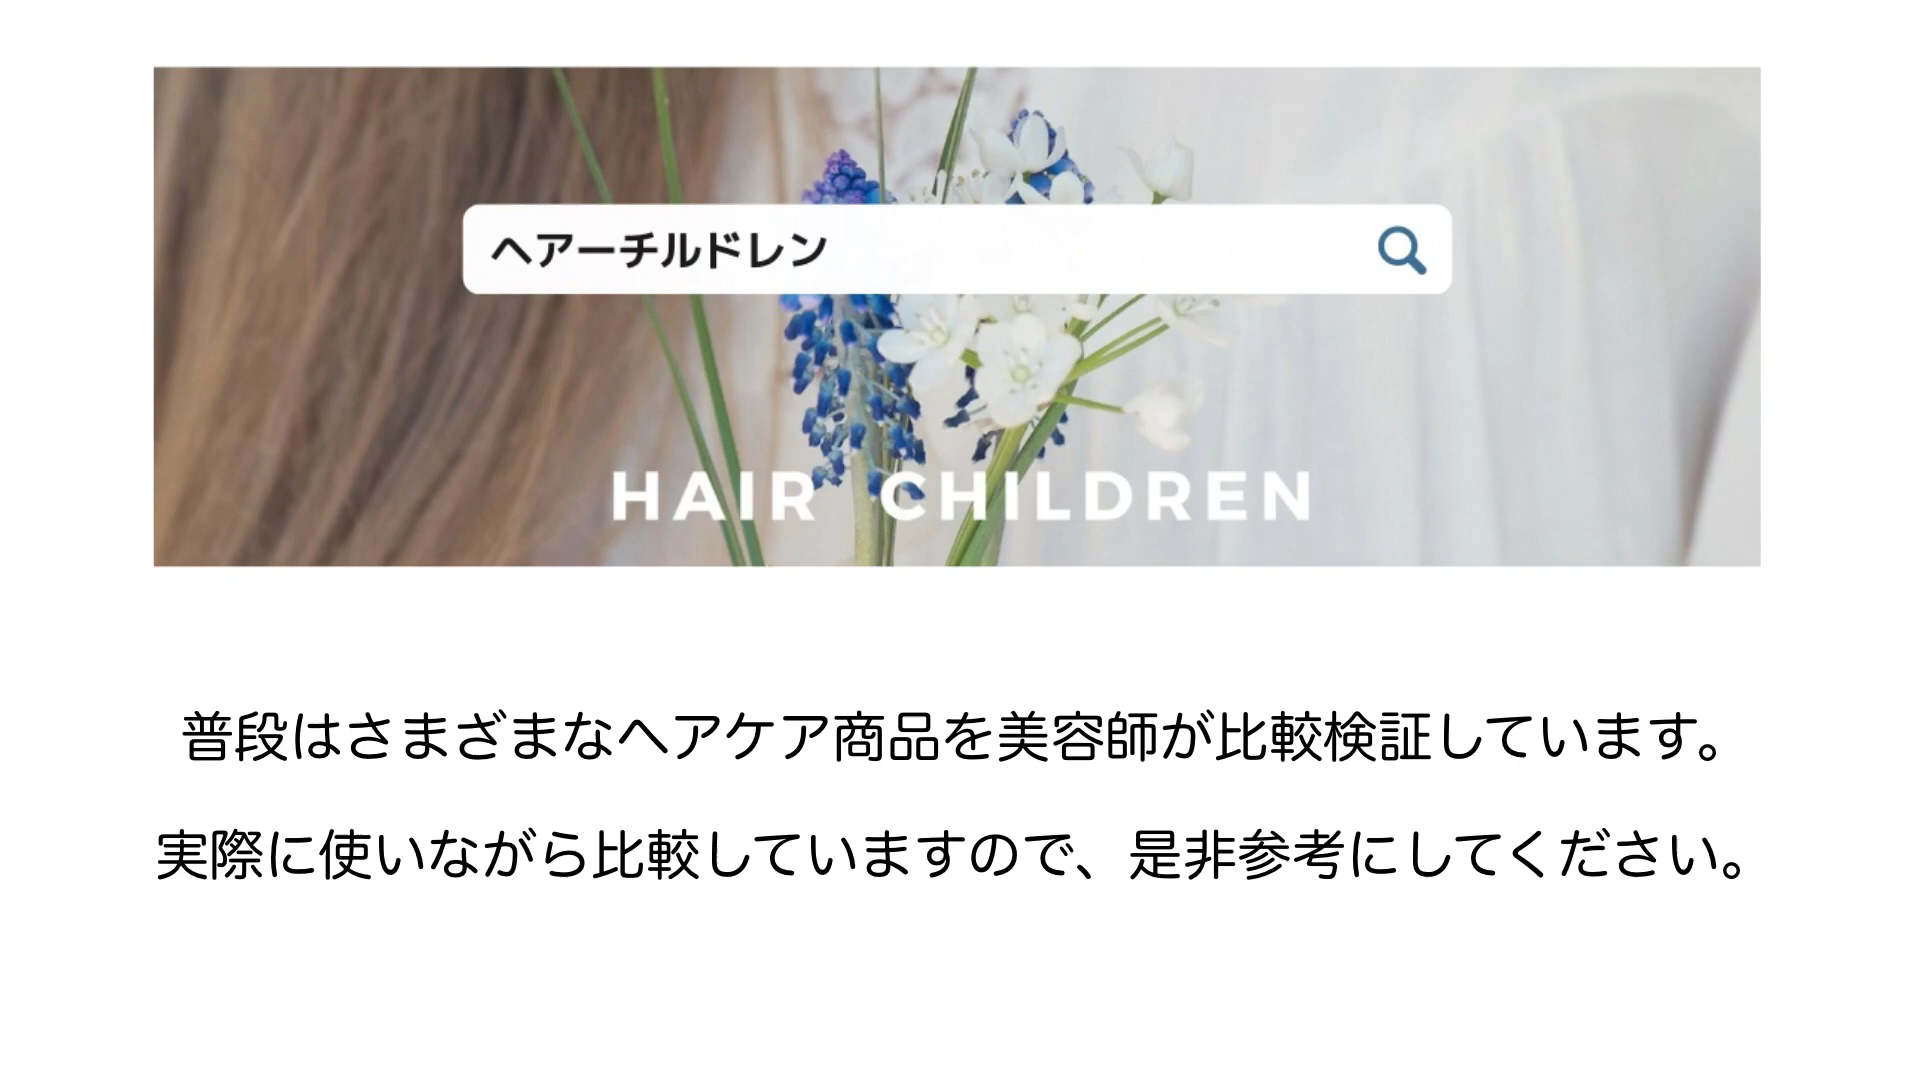 ヘアーチルドレン
HAIR CHILDREN
普段はさまざまなヘアケア商品を美容師が比較検証しています。
実際に使いながら比較していますので、是非参考にしてください。